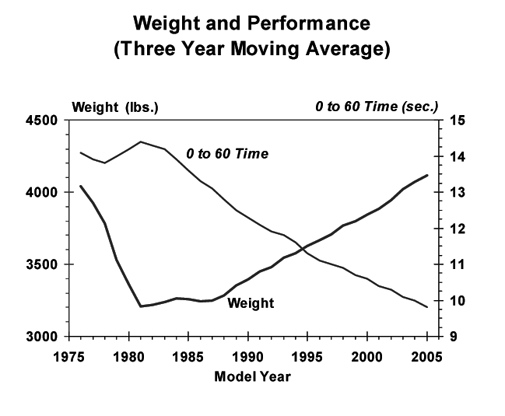 Weight and Performance
(Three Year Moving Average)
Weight (lbs.)
0 to 60 Time (sec.)
4500
4000
3500
3000
15
14
13
12
11
10
9
0 to 60 Time
Weight
1975
1980
1985
1990
1995
2000
2005
Model Year